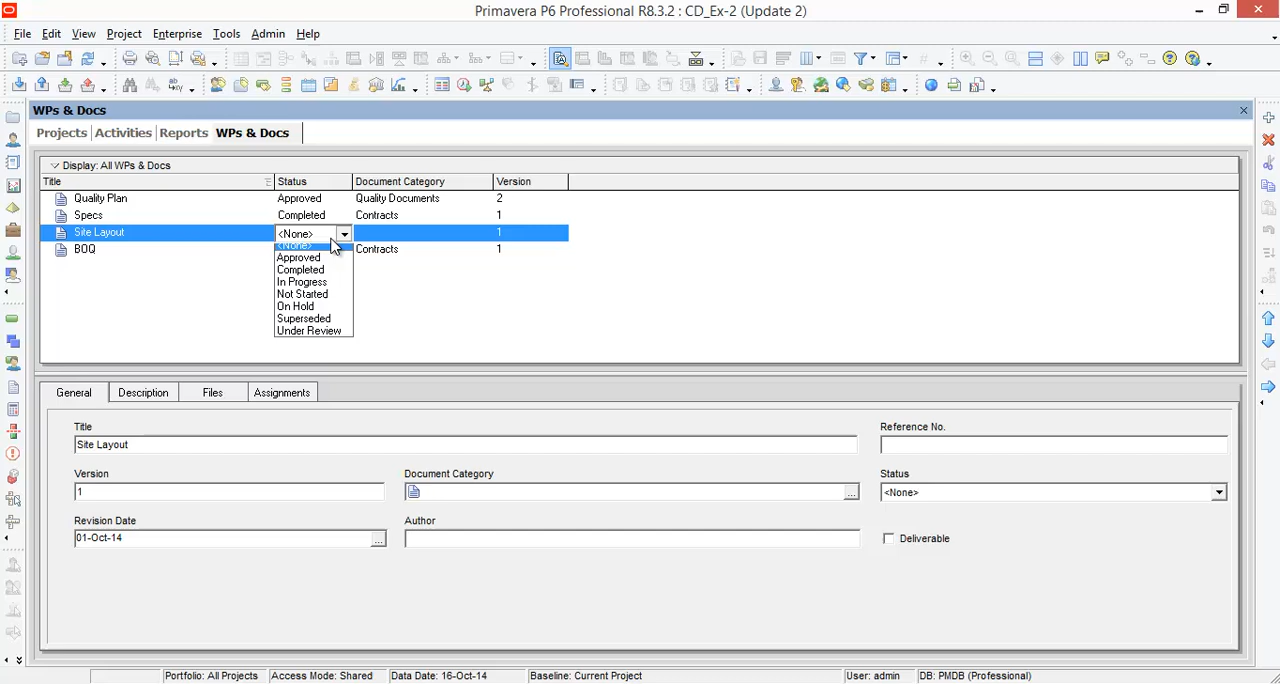 Primavera P6 Professional R8.3.2 : CD_Ex-2 (Update 2)
File Edit View Project Enterprise Tools Admin Help
WPs & Docs
Projects Activities Reports WPs & Docs
Display: All WPs & Docs
Title Status Document Category Version
Quality Plan Approved Quality Documents 2
Specs Completed Contracts 1
Site Layout <None> 1
<None>
BOQ Contracts 1
Approved
Completed
In Progress
Not Started
On Hold
Superseded
Under Review
General Description Files Assignments
Title Reference No.
Site Layout
Version Document Category Status
1 <None>
Revision Date Author
01-Oct-14 Deliverable
Portfolio: All Projects Access Mode: Shared Data Date: 16-Oct-14 Baseline: Current Project User: admin DB: PMDB (Professional)